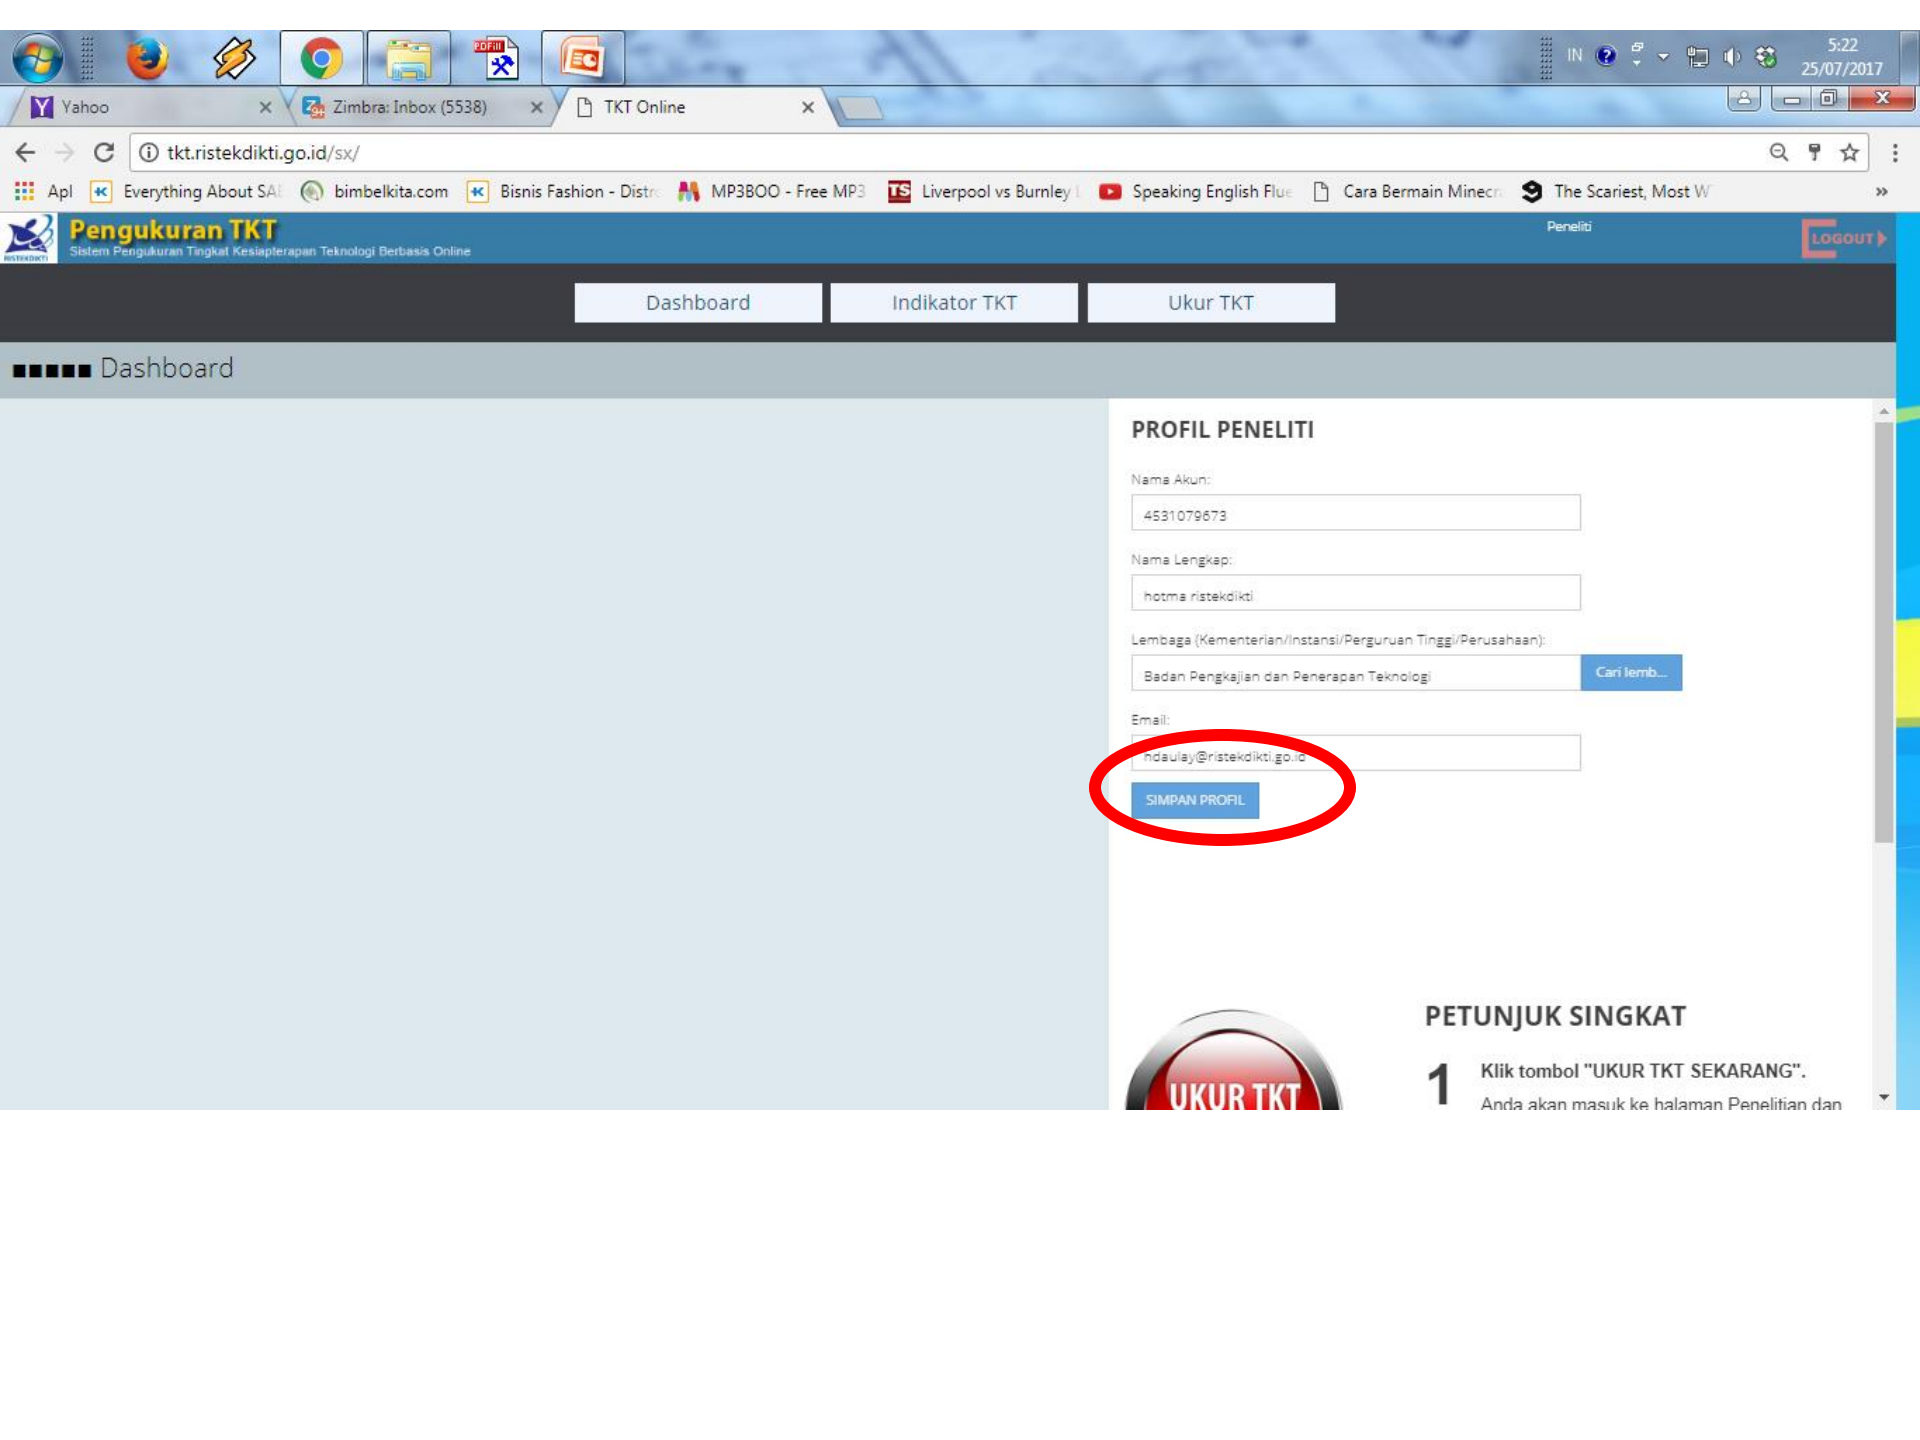 PDFill
IN
5:22
25/07/2017
Yahoo
Zimbra: Inbox (5538)
TKT Online
tkt.ristekdikti.go.id/sx/
Apl
Everything About SA
bimbelkita.com
Bisnis Fashion - Distr
MP3BOO - Free MP3
TS
Liverpool vs Burnley
Speaking English Flue
Cara Bermain Minecr
The Scariest, Most W
RISTEKDIKTI
Pengukuran TKT
Sistem Pengukuran Tingkat Kesiapterapan Teknologi Berbasis Online
Peneliti
LOGOUT
Dashboard
Indikator TKT
Ukur TKT
Dashboard
PROFIL PENELITI
Nama Akun:
4531079673
Nama Lengkap:
hotma ristekdikti
Lembaga (Kementerian/Instansi/Perguruan Tinggi/Perusahaan):
Badan Pengkajian dan Penerapan Teknologi
Cari lemb...
Email:
hdaulay@ristekdikti.go.id
SIMPAN PROFIL
UKUR TKT
PETUNJUK SINGKAT
1
Klik tombol "UKUR TKT SEKARANG".
Anda akan masuk ke halaman Penelitian dan